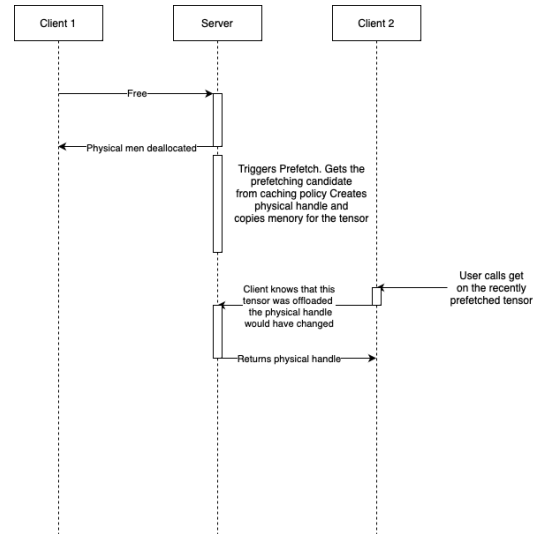 Client 1
Server
Client 2
Free
Physical men deallocated
Triggers Prefetch. Gets the
prefetching candidate
from caching policy Creates
physical handle and
copies menory for the tensor
User calls get
on the recently
prefetched tensor
Client knows that this
tensor was offloaded
the physical handle
would have changed
Returns physical handle